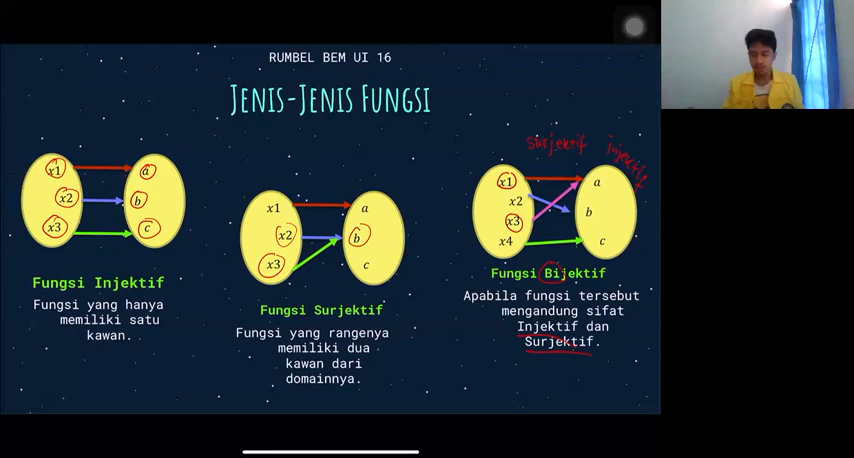 RUMBEL BEM UI 16
JENIS-JENIS FUNGSI
x1 a
x2 b
x3 c
Fungsi Injektif
Fungsi yang hanya
memiliki satu
kawan.
x1 a
x2 b
x3 c
Fungsi Surjektif
Fungsi yang rangenya
memiliki dua
kawan dari
domainnya.
surjektif injektif
x1 a
x2 b
x3
x4 c
Fungsi Bijektif
Apabila fungsi tersebut
mengandung sifat
Injektif dan
Surjektif.